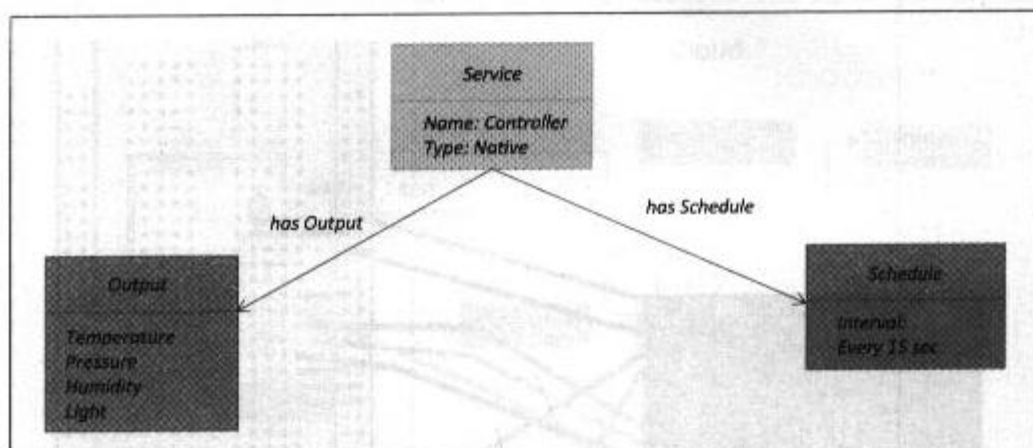 Service
Name: Controller
Type: Native
has Output
has Schedule
Output
Temperature
Pressure
Humidity
Light
Schedule
Interval:
Every 15 sec